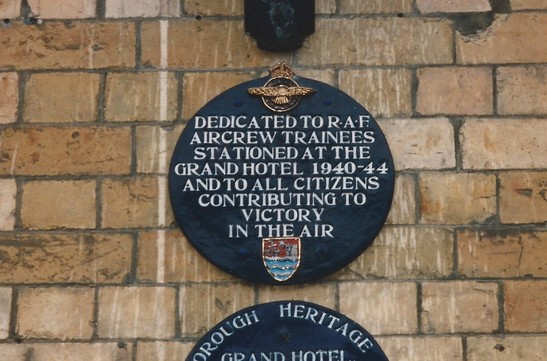 DEDICATED TO R·A·F
AIRCREW TRAINEES
STATIONED AT THE
GRAND HOTEL 1940-44
AND TO ALL CITIZENS
CONTRIBUTING TO
VICTORY
IN THE AIR
OROUGH HERITAGE
GRAND HOTEL